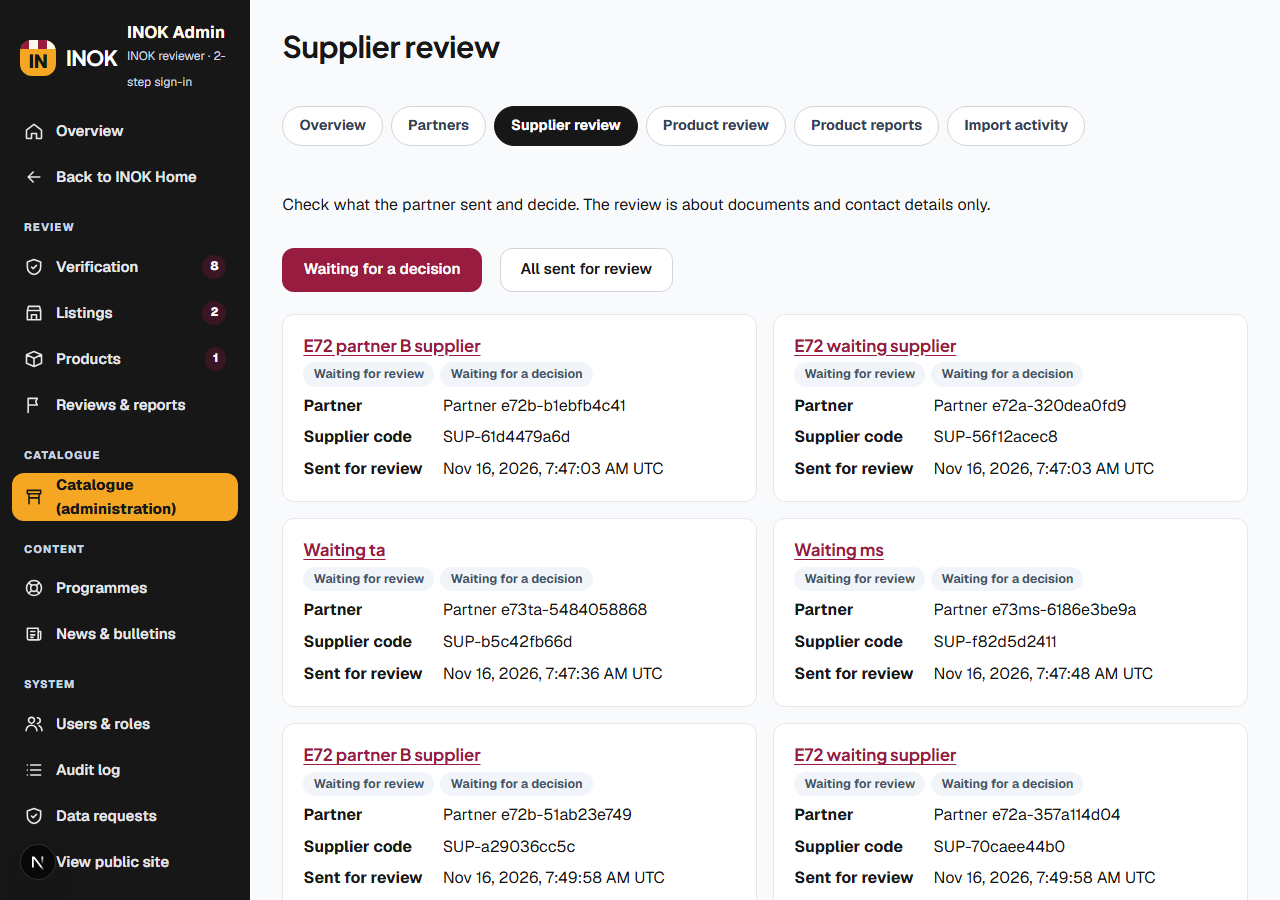 IN
INOK
INOK Admin
INOK reviewer · 2-
step sign-in
Overview
Back to INOK Home
REVIEW
Verification 8
Listings 2
Products 1
Reviews & reports
CATALOGUE
Catalogue
(administration)
CONTENT
Programmes
News & bulletins
SYSTEM
Users & roles
Audit log
Data requests
N
View public site
Supplier review
Overview Partners Supplier review Product review Product reports Import activity
Check what the partner sent and decide. The review is about documents and contact details only.
Waiting for a decision All sent for review
E72 partner B supplier
Waiting for review Waiting for a decision
Partner Partner e72b-b1ebfb4c41
Supplier code SUP-61d4479a6d
Sent for review Nov 16, 2026, 7:47:03 AM UTC
E72 waiting supplier
Waiting for review Waiting for a decision
Partner Partner e72a-320dea0fd9
Supplier code SUP-56f12acec8
Sent for review Nov 16, 2026, 7:47:03 AM UTC
Waiting ta
Waiting for review Waiting for a decision
Partner Partner e73ta-5484058868
Supplier code SUP-b5c42fb66d
Sent for review Nov 16, 2026, 7:47:36 AM UTC
Waiting ms
Waiting for review Waiting for a decision
Partner Partner e73ms-6186e3be9a
Supplier code SUP-f82d5d2411
Sent for review Nov 16, 2026, 7:47:48 AM UTC
E72 partner B supplier
Waiting for review Waiting for a decision
Partner Partner e72b-51ab23e749
Supplier code SUP-a29036cc5c
Sent for review Nov 16, 2026, 7:49:58 AM UTC
E72 waiting supplier
Waiting for review Waiting for a decision
Partner Partner e72a-357a114d04
Supplier code SUP-70caee44b0
Sent for review Nov 16, 2026, 7:49:58 AM UTC